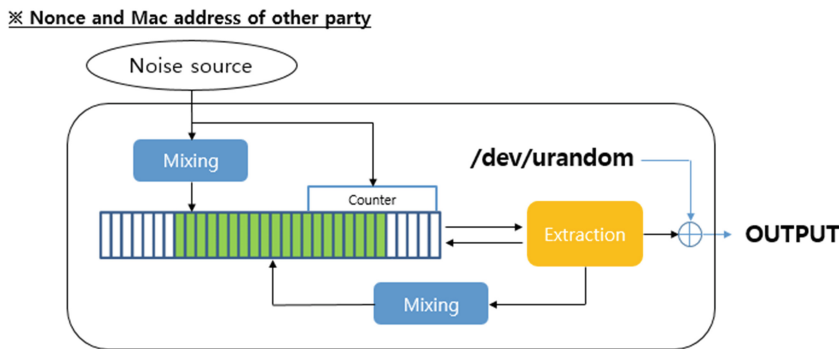 ※ Nonce and Mac address of other party
Noise source
Mixing
/dev/urandom
Counter
Extraction
OUTPUT
Mixing